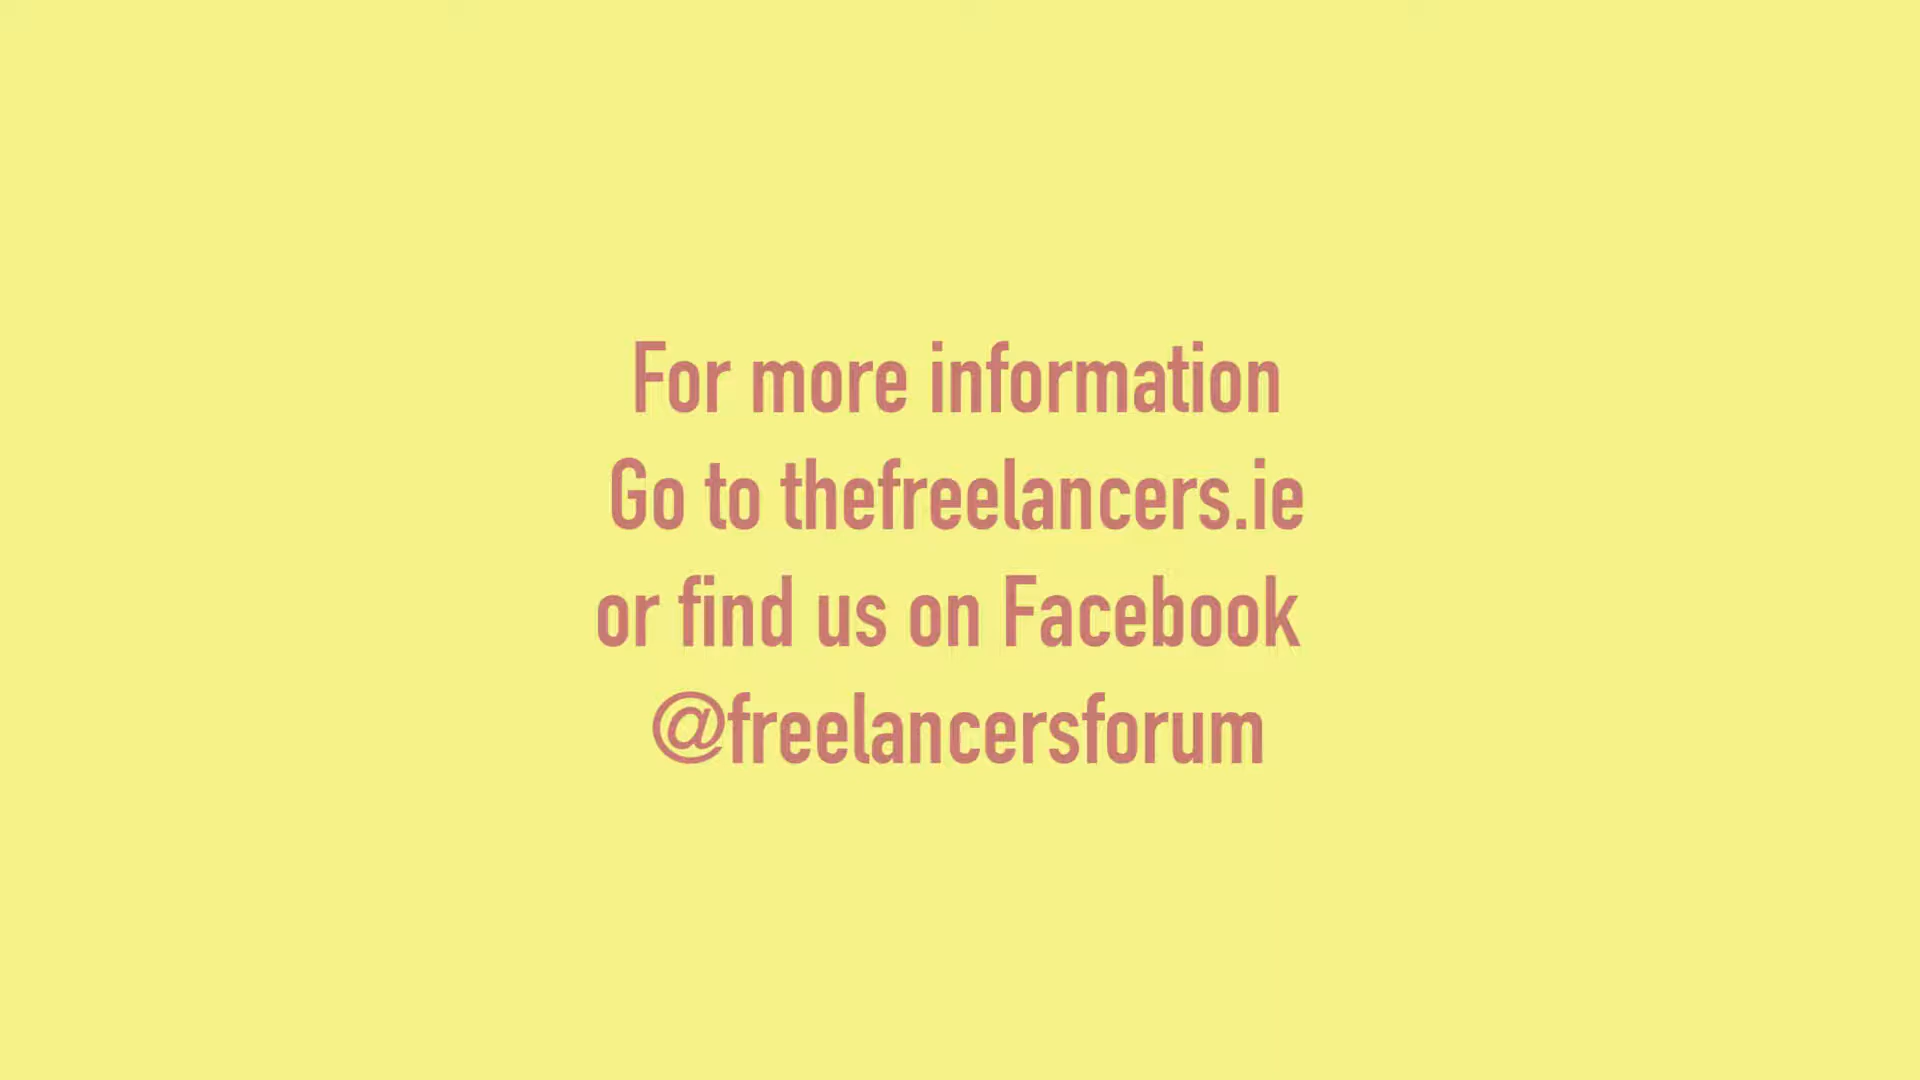 For more information
Go to thefreelancers.ie
or find us on Facebook
@freelancersforum